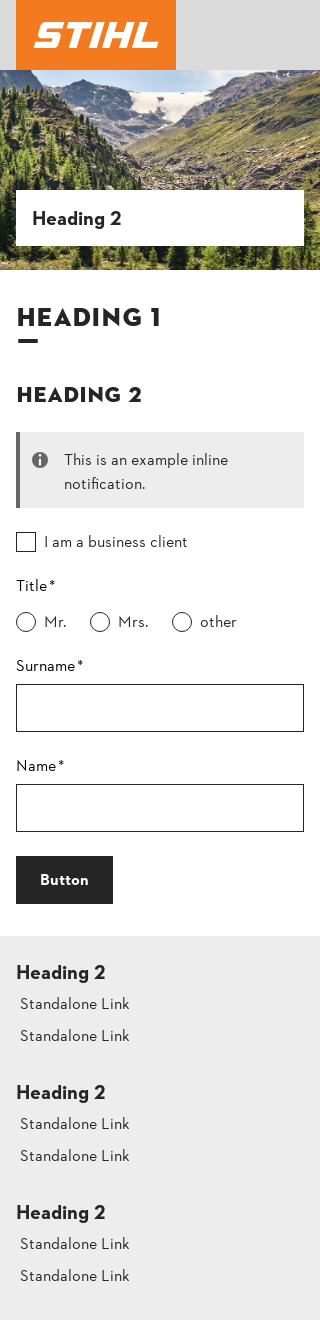 STIHL
Heading 2
HEADING 1
HEADING 2
This is an example inline
notification.
I am a business client
Title*
Mr. Mrs. other
Surname*
Name*
Button
Heading 2
Standalone Link
Standalone Link
Heading 2
Standalone Link
Standalone Link
Heading 2
Standalone Link
Standalone Link